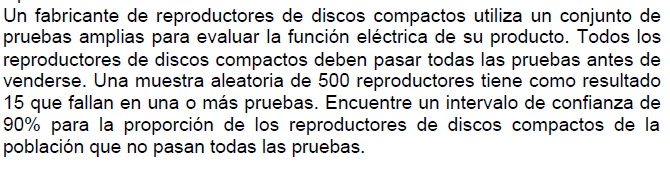 Un fabricante de reproductores de discos compactos utiliza un conjunto de
pruebas amplias para evaluar la función eléctrica de su producto. Todos los
reproductores de discos compactos deben pasar todas las pruebas antes de
venderse. Una muestra aleatoria de 500 reproductores tiene como resultado
15 que fallan en una o más pruebas. Encuentre un intervalo de confianza de
90% para la proporción de los reproductores de discos compactos de la
población que no pasan todas las pruebas.